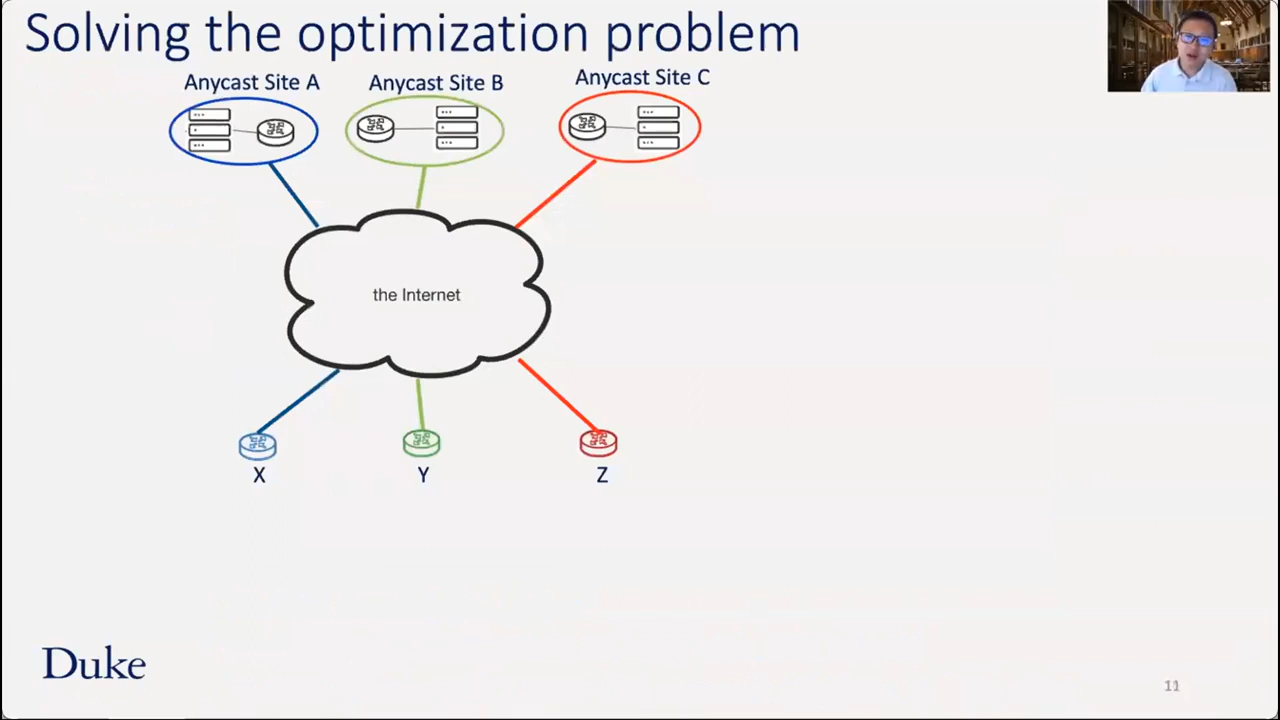 Solving the optimization problem
Anycast Site A
Anycast Site B
Anycast Site C
the Internet
X
Y
Z
Duke
11